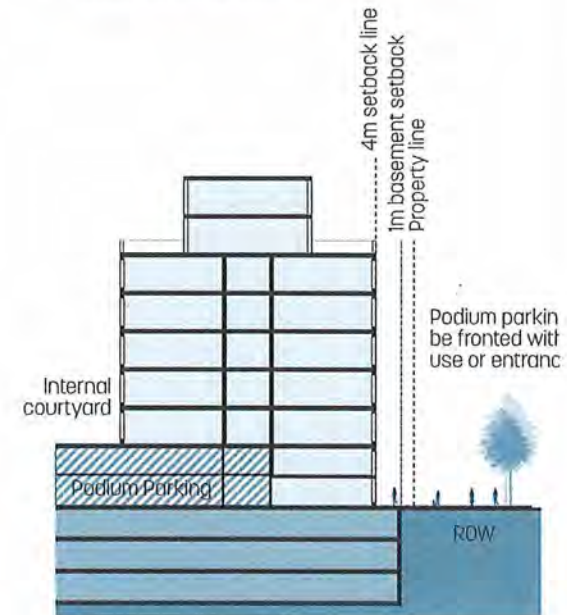 4m setback line
1m basement setback
Property line
Podium parkin
be fronted with
use or entranc
Internal
courtyard
Podium Parking
ROW